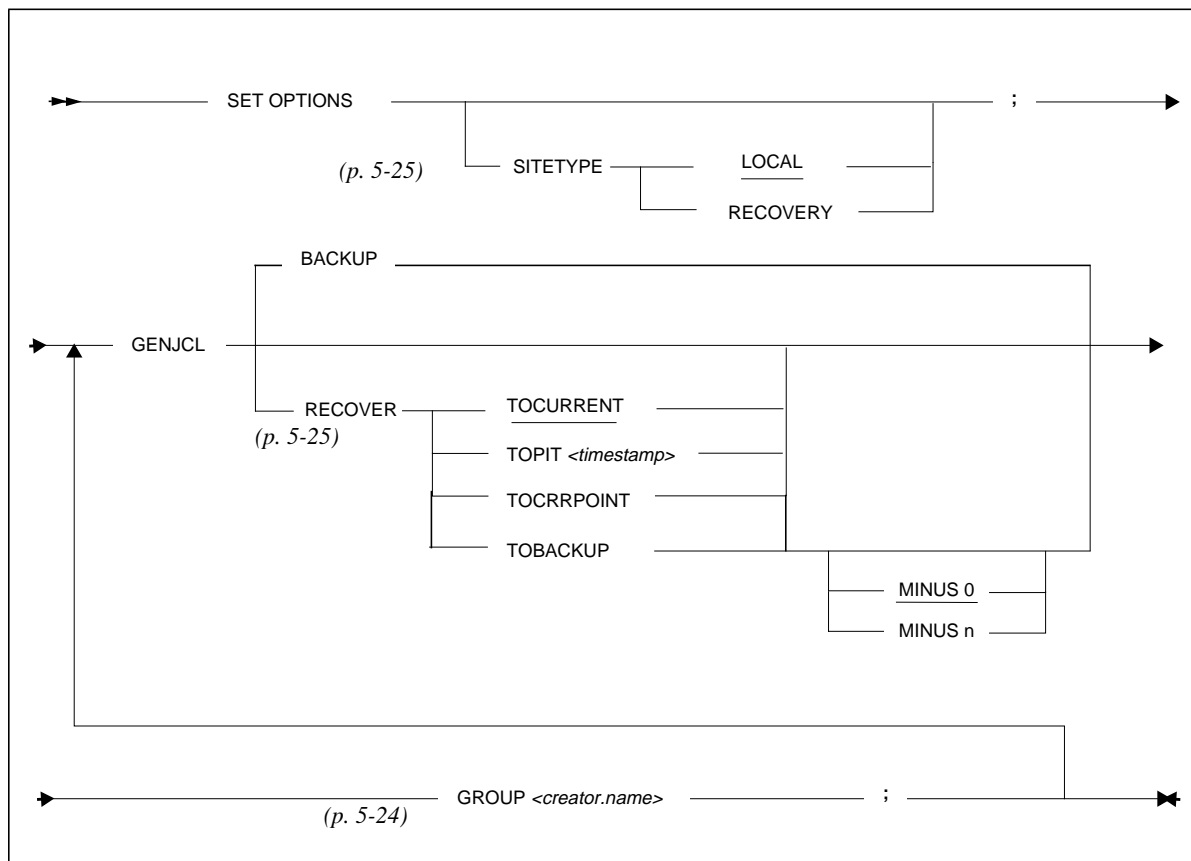 SET OPTIONS ;
(p. 5-25) SITETYPE LOCAL
RECOVERY
BACKUP
GENJCL
RECOVER TOCURRENT
(p. 5-25)
TOPIT <timestamp>
TOCRRPOINT
TOBACKUP
MINUS 0
MINUS n
GROUP <creator.name> ;
(p. 5-24)